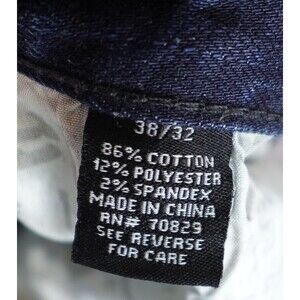 38/32
86% COTTON
12% POLYESTER
2% SPANDEX
MADE IN CHINA
RN# 70829
SEE REVERSE
FOR CARE